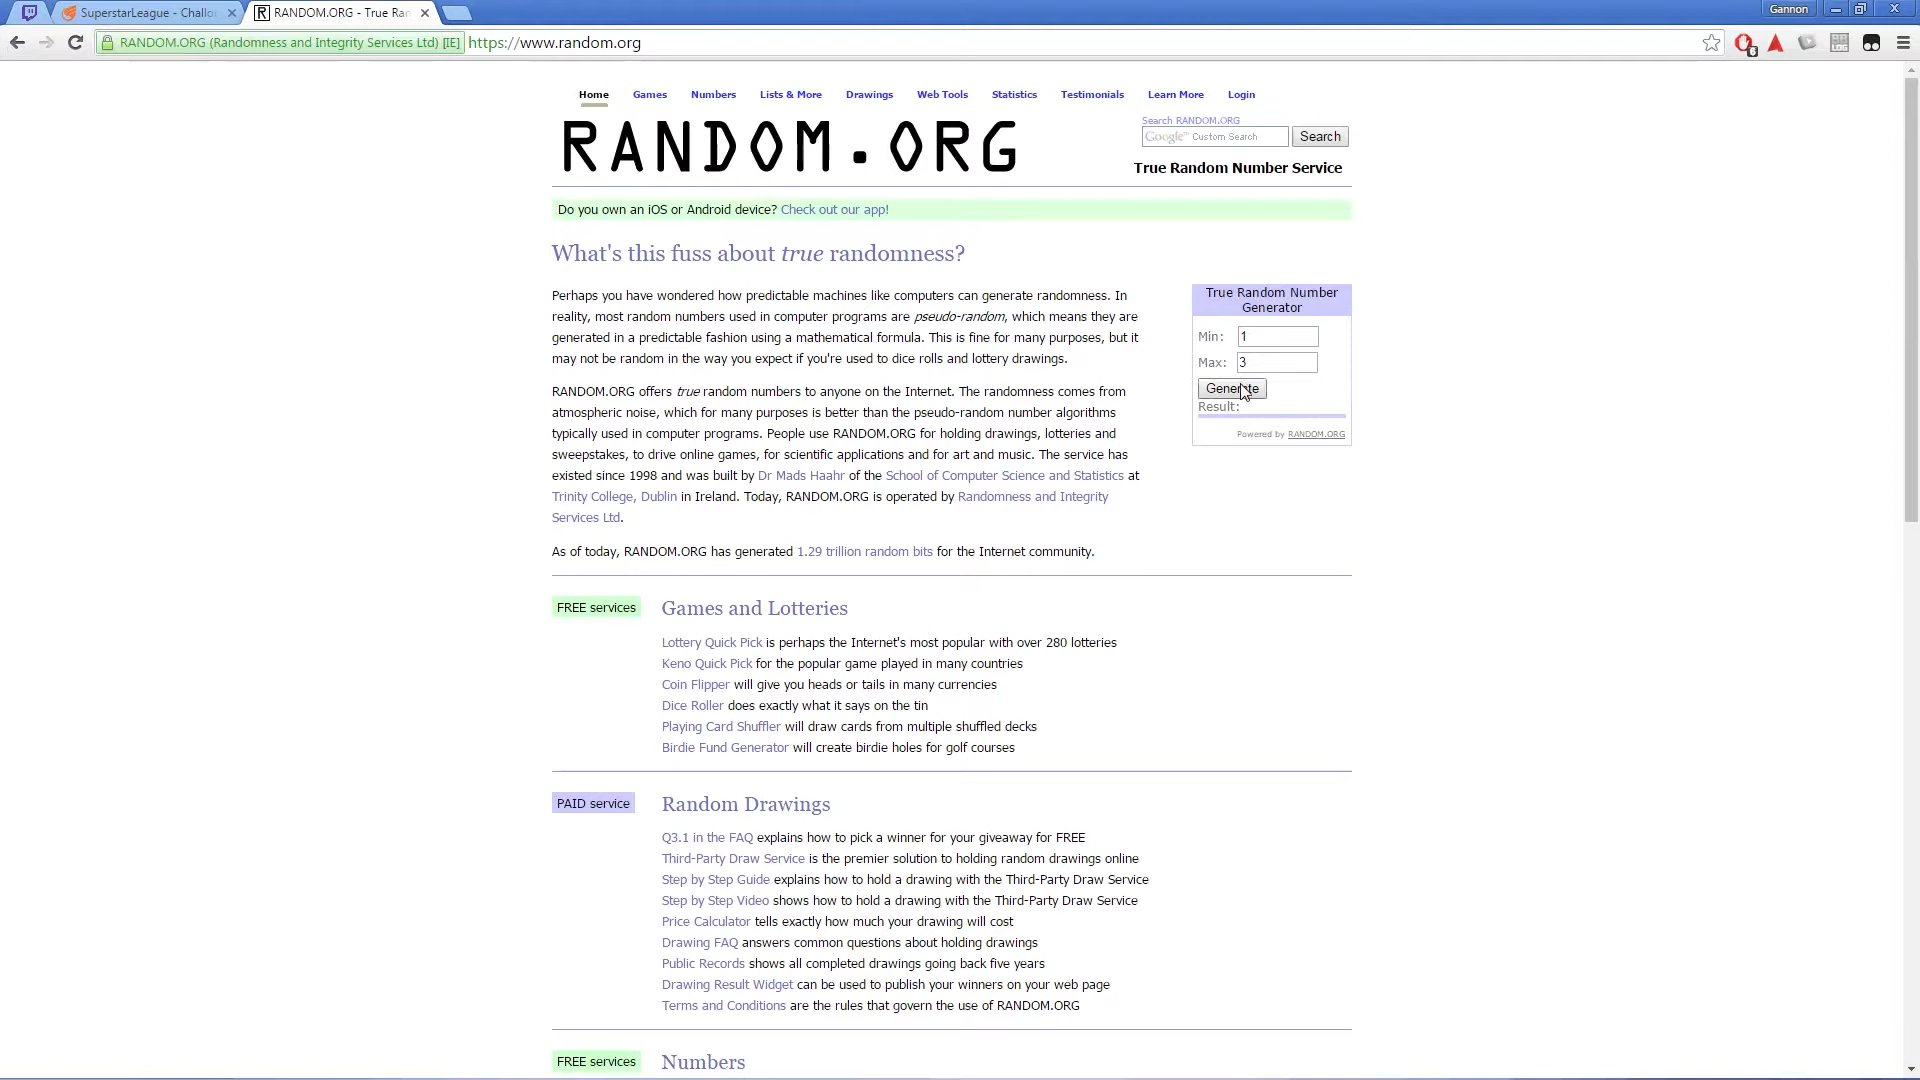 SuperstarLeague - Challo
RANDOM.ORG - True Ran
Gannon
RANDOM.ORG (Randomness and Integrity Services Ltd) [IE] https://www.random.org
Home Games Numbers Lists & More Drawings Web Tools Statistics Testimonials Learn More Login
RANDOM.ORG
Search RANDOM.ORG
Google™ Custom Search Search
True Random Number Service
Do you own an iOS or Android device? Check out our app!
What's this fuss about true randomness?
Perhaps you have wondered how predictable machines like computers can generate randomness. In
reality, most random numbers used in computer programs are pseudo-random, which means they are
generated in a predictable fashion using a mathematical formula. This is fine for many purposes, but it
may not be random in the way you expect if you're used to dice rolls and lottery drawings.
RANDOM.ORG offers true random numbers to anyone on the Internet. The randomness comes from
atmospheric noise, which for many purposes is better than the pseudo-random number algorithms
typically used in computer programs. People use RANDOM.ORG for holding drawings, lotteries and
sweepstakes, to drive online games, for scientific applications and for art and music. The service has
existed since 1998 and was built by Dr Mads Haahr of the School of Computer Science and Statistics at
Trinity College, Dublin in Ireland. Today, RANDOM.ORG is operated by Randomness and Integrity
Services Ltd.
As of today, RANDOM.ORG has generated 1.29 trillion random bits for the Internet community.
True Random Number
Generator
Min: 1
Max: 3
Generate
Result:
Powered by RANDOM.ORG
FREE services
Games and Lotteries
Lottery Quick Pick is perhaps the Internet's most popular with over 280 lotteries
Keno Quick Pick for the popular game played in many countries
Coin Flipper will give you heads or tails in many currencies
Dice Roller does exactly what it says on the tin
Playing Card Shuffler will draw cards from multiple shuffled decks
Birdie Fund Generator will create birdie holes for golf courses
PAID service
Random Drawings
Q3.1 in the FAQ explains how to pick a winner for your giveaway for FREE
Third-Party Draw Service is the premier solution to holding random drawings online
Step by Step Guide explains how to hold a drawing with the Third-Party Draw Service
Step by Step Video shows how to hold a drawing with the Third-Party Draw Service
Price Calculator tells exactly how much your drawing will cost
Drawing FAQ answers common questions about holding drawings
Public Records shows all completed drawings going back five years
Drawing Result Widget can be used to publish your winners on your web page
Terms and Conditions are the rules that govern the use of RANDOM.ORG
FREE services
Numbers